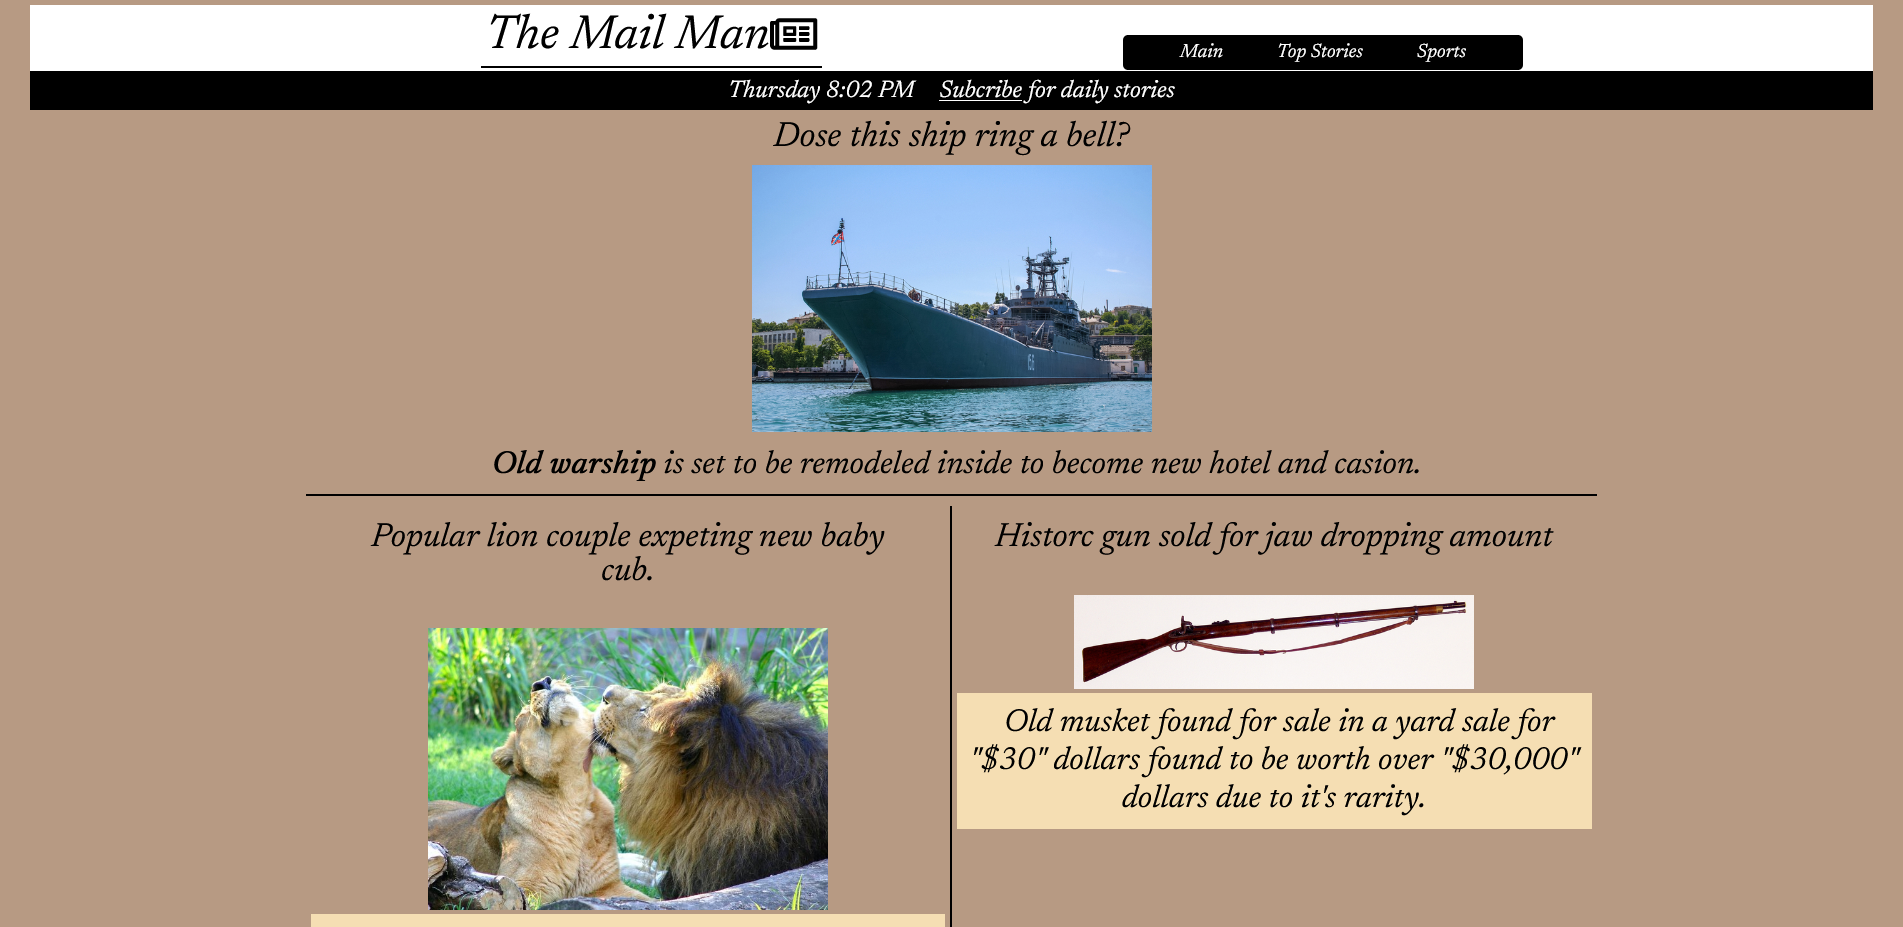 The Mail Man
Main Top Stories Sports
Thursday 8:02 PM Subcribe for daily stories
Dose this ship ring a bell?
156
Old warship is set to be remodeled inside to become new hotel and casion.
Popular lion couple expeting new baby
cub.
Historc gun sold for jaw dropping amount
Old musket found for sale in a yard sale for
"$30" dollars found to be worth over "$30,000"
dollars due to it's rarity.